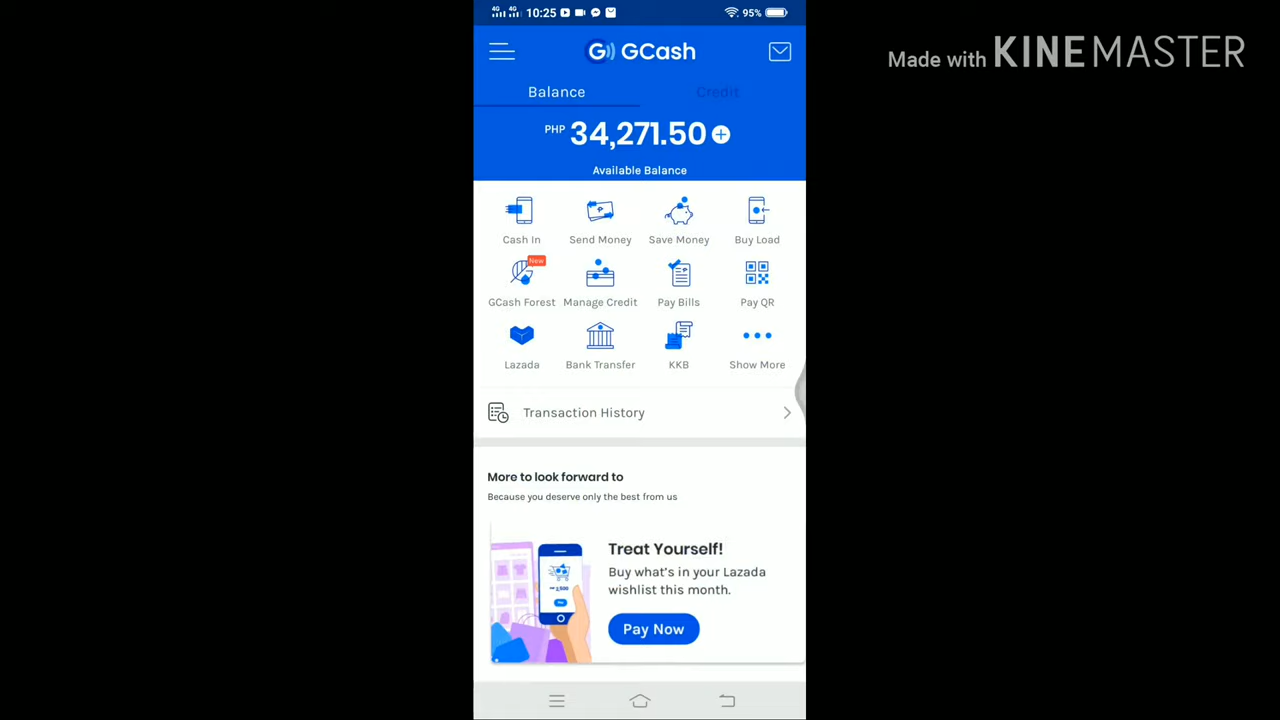 4G 4G 10:25 95%
Made with KINEMASTER
GCash
Balance Credit
PHP 34,271.50
Available Balance
Cash In Send Money Save Money Buy Load
New
GCash Forest Manage Credit Pay Bills Pay QR
Lazada Bank Transfer KKB Show More
Transaction History
More to look forward to
Because you deserve only the best from us
Treat Yourself!
Buy what's in your Lazada
wishlist this month.
Pay Now